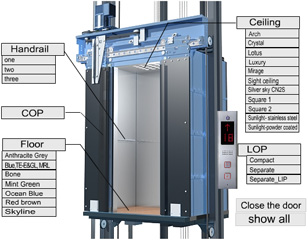 Handrail
one
two
three
COP
Floor
Anthracite Grey
Blue,TE-E&GL, MRL
Bone
Mint Green
Ocean Blue
Red brown
Skyline
Ceiling
Arch
Crystal
Lotus
Luxury
Mirage
Sight ceiling
Silver sky CN2S
Square 1
Square 2
Sunlight- stainless steel
Sunlight-powder coated
LOP
Compact
Separate
Separate_LIP
Close the door
show all